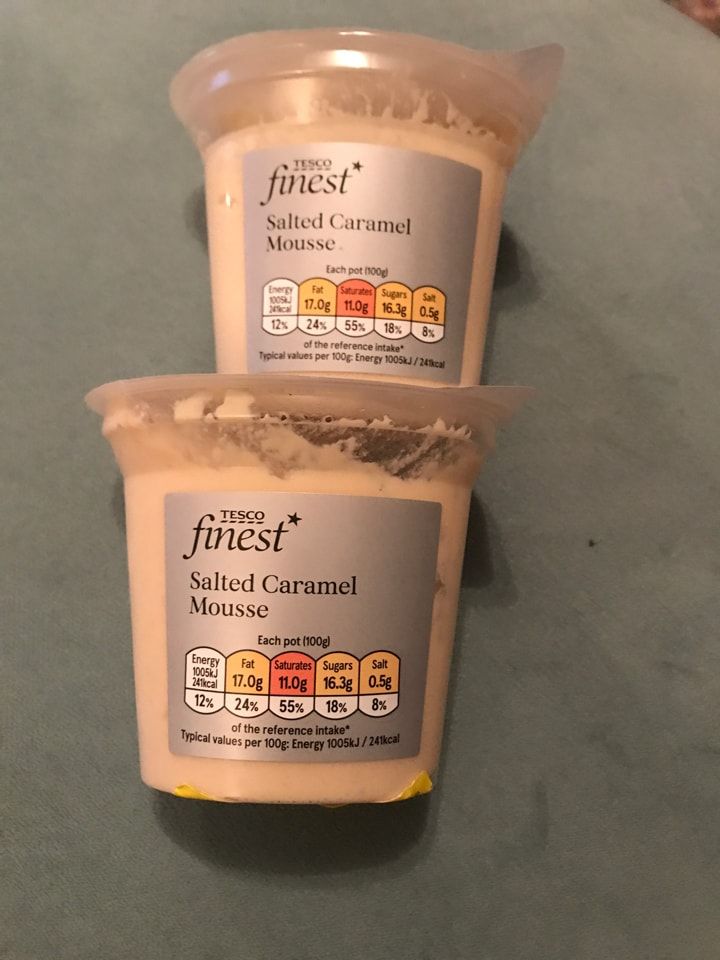 TESCO
finest*
Salted Caramel
Mousse
Each pot (100g)
Energy Fat Saturates Sugars Salt
1005kJ
241kcal 17.0g 11.0g 16.3g 0.5g
12% 24% 55% 18% 8%
of the reference intake*
Typical values per 100g: Energy 1005kJ / 241kcal
TESCO
finest*
Salted Caramel
Mousse
Each pot (100g)
Energy Fat Saturates Sugars Salt
1005kJ
241kcal 17.0g 11.0g 16.3g 0.5g
12% 24% 55% 18% 8%
of the reference intake*
Typical values per 100g: Energy 1005kJ / 241kcal